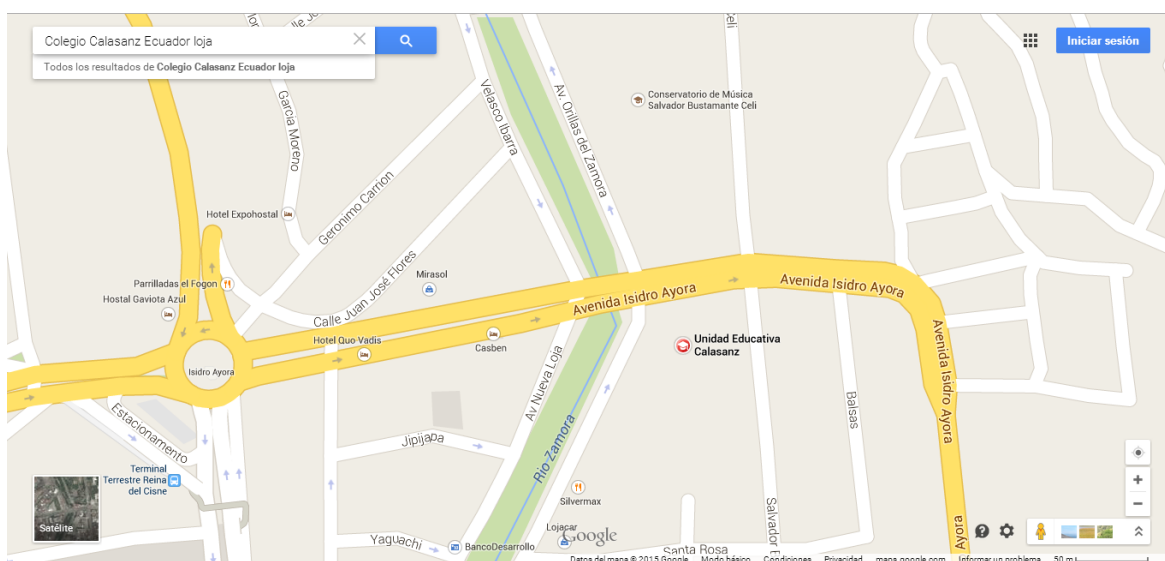 Colegio Calasanz Ecuador loja
Todos los resultados de Colegio Calasanz Ecuador loja
Iniciar sesión
Celi
Garcia Moreno
Velasco Ibarra
Av. Orillas del Zamora
Conservatorio de Música
Salvador Bustamante Celi
Geronimo Carrion
Hotel Expohostal
Calle Juan José Flores
Mirasol
Parrilladas el Fogon
Hostal Gaviota Azul
Avenida Isidro Ayora
Avenida Isidro Ayora
Hotel Quo Vadis
Casben
Unidad Educativa
Calasanz
Isidro Ayora
Avenida Isidro Ayora
Av Nueva Loja
Balsas
Estacionamento
Jipijapa
Rio Zamora
Terminal
Terrestre Reina
del Cisne
Satélite
Silvermax
Salvador
Ayora
Lojacar
Google
Yaguachi
BancoDesarrollo
Santa Rosa
Datos del mapa © 2015 Google
Modo básico
Condiciones
Privacidad
maps.google.com
Informar un problema
50 m